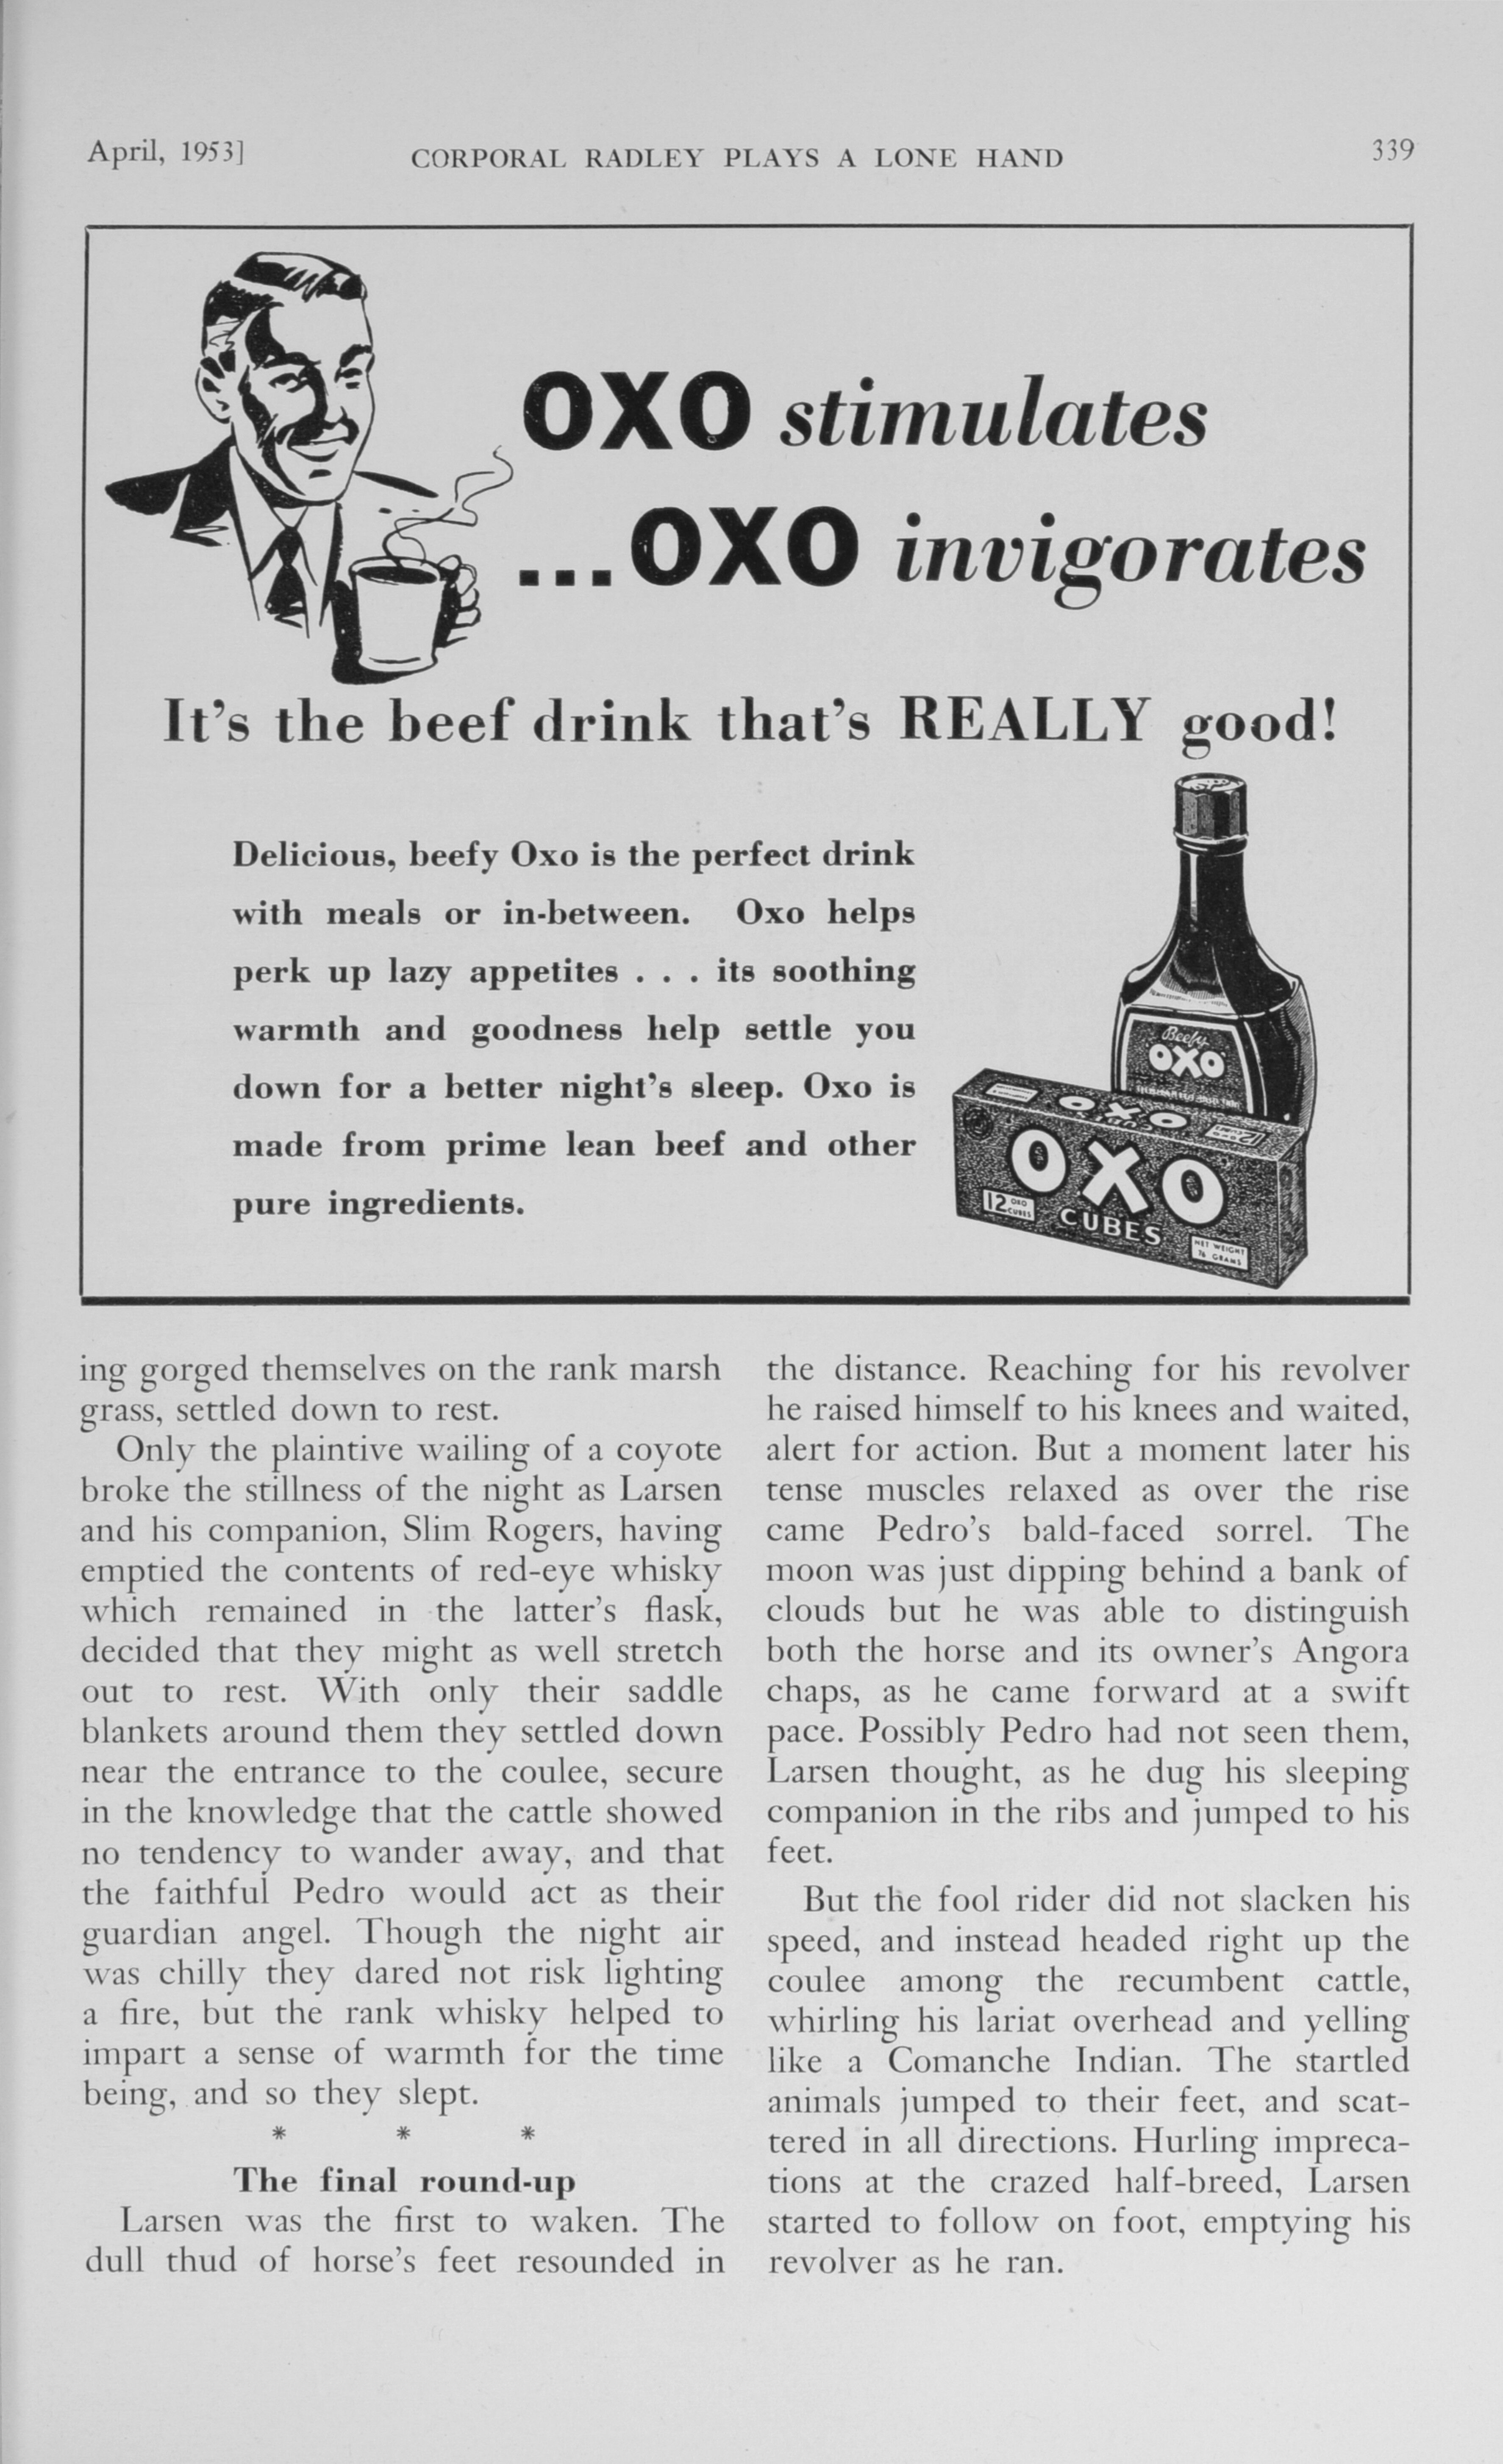 April, 1953]
CORPORAL RADLEY PLAYS A LONE HAND
339
OXO stimulates
...OXO invigorates
It's the beef drink that's REALLY good!
Delicious, beefy Oxo is the perfect drink
with meals or in-between. Oxo helps
perk up lazy appetites . . . its soothing
warmth and goodness help settle you
down for a better night's sleep. Oxo is
made from prime lean beef and other
pure ingredients.
Beefy
OXO
OXO
CUBES
12
OXO
CUBES
12 OXO
CUBES
NET WEIGHT
76 GRAMS
ing gorged themselves on the rank marsh
grass, settled down to rest.
Only the plaintive wailing of a coyote
broke the stillness of the night as Larsen
and his companion, Slim Rogers, having
emptied the contents of red-eye whisky
which remained in the latter's flask,
decided that they might as well stretch
out to rest. With only their saddle
blankets around them they settled down
near the entrance to the coulee, secure
in the knowledge that the cattle showed
no tendency to wander away, and that
the faithful Pedro would act as their
guardian angel. Though the night air
was chilly they dared not risk lighting
a fire, but the rank whisky helped to
impart a sense of warmth for the time
being, and so they slept.
* * *
The final round-up
Larsen was the first to waken. The
dull thud of horse's feet resounded in
the distance. Reaching for his revolver
he raised himself to his knees and waited,
alert for action. But a moment later his
tense muscles relaxed as over the rise
came Pedro's bald-faced sorrel. The
moon was just dipping behind a bank of
clouds but he was able to distinguish
both the horse and its owner's Angora
chaps, as he came forward at a swift
pace. Possibly Pedro had not seen them,
Larsen thought, as he dug his sleeping
companion in the ribs and jumped to his
feet.
But the fool rider did not slacken his
speed, and instead headed right up the
coulee among the recumbent cattle,
whirling his lariat overhead and yelling
like a Comanche Indian. The startled
animals jumped to their feet, and scat-
tered in all directions. Hurling impreca-
tions at the crazed half-breed, Larsen
started to follow on foot, emptying his
revolver as he ran.